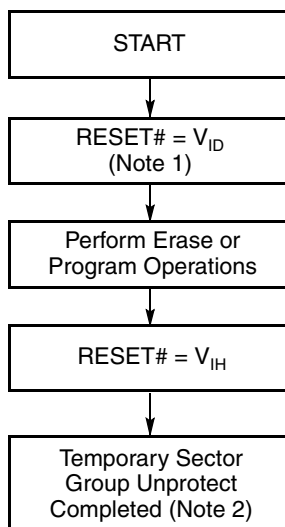 START
RESET# = V_ID
(Note 1)
Perform Erase or
Program Operations
RESET# = V_IH
Temporary Sector
Group Unprotect
Completed (Note 2)